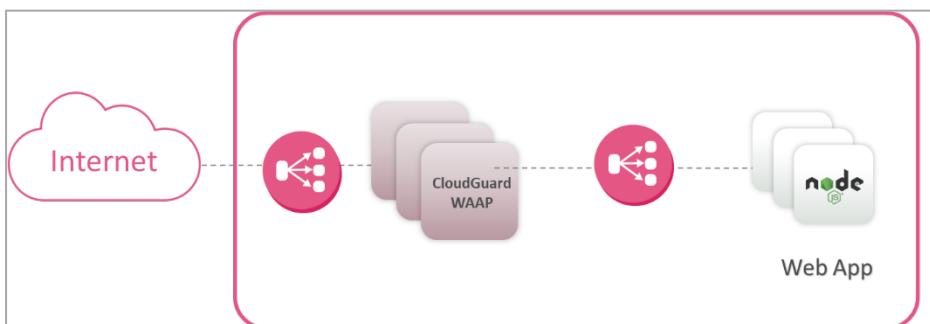 Internet
CloudGuard
WAAP
node
JS
Web App